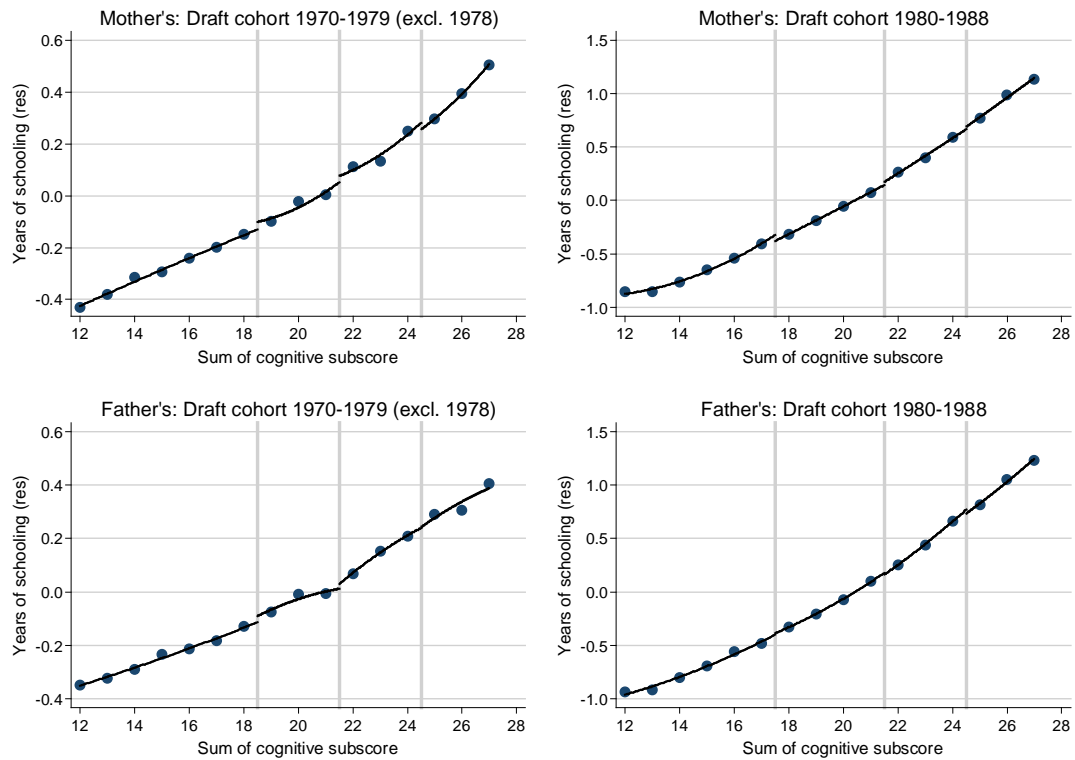 Mother's: Draft cohort 1970-1979 (excl. 1978)
Years of schooling (res)
0.6
0.4
0.2
0.0
-0.2
-0.4
12 14 16 18 20 22 24 26 28
Sum of cognitive subscore
Mother's: Draft cohort 1980-1988
Years of schooling (res)
1.5
1.0
0.5
0.0
-0.5
-1.0
12 14 16 18 20 22 24 26 28
Sum of cognitive subscore
Father's: Draft cohort 1970-1979 (excl. 1978)
Years of schooling (res)
0.6
0.4
0.2
0.0
-0.2
-0.4
12 14 16 18 20 22 24 26 28
Sum of cognitive subscore
Father's: Draft cohort 1980-1988
Years of schooling (res)
1.5
1.0
0.5
0.0
-0.5
-1.0
12 14 16 18 20 22 24 26 28
Sum of cognitive subscore